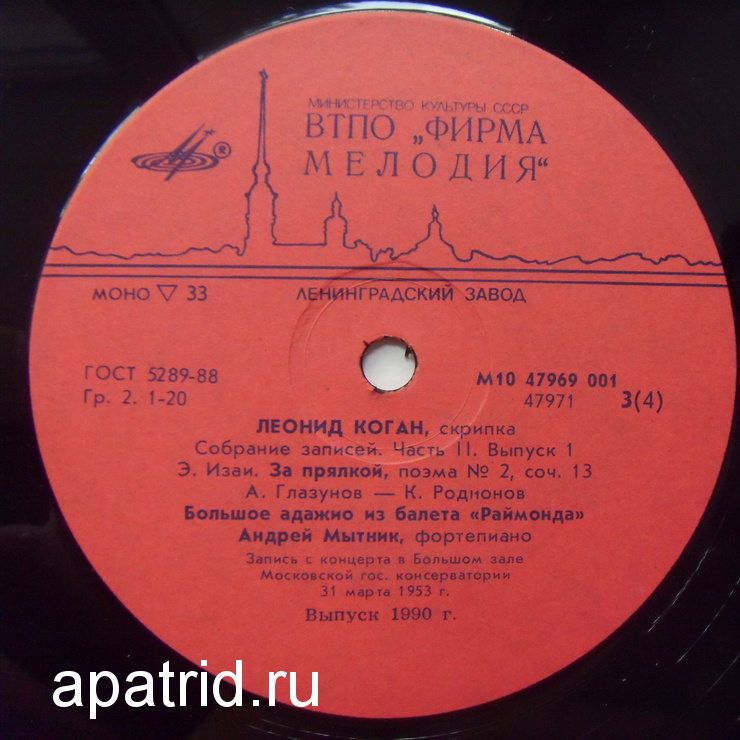 МИНИСТЕРСТВО КУЛЬТУРЫ СССР
ВТПО „ФИРМА
МЕЛОДИЯ“
®
МОНО ▽ 33 ЛЕНИНГРАДСКИЙ ЗАВОД
ГОСТ 5289-88 М10 47969 001
Гр. 2. 1-20 47971 3(4)
ЛЕОНИД КОГАН, скрипка
Собрание записей. Часть II. Выпуск 1
Э. Изаи. За прялкой, поэма № 2, соч. 13
А. Глазунов — К. Родионов
Большое адажио из балета «Раймонда»
Андрей Мытник, фортепиано
Запись с концерта в Большом зале
Московской гос. консерватории
31 марта 1953 г.
Выпуск 1990 г.
apatrid.ru